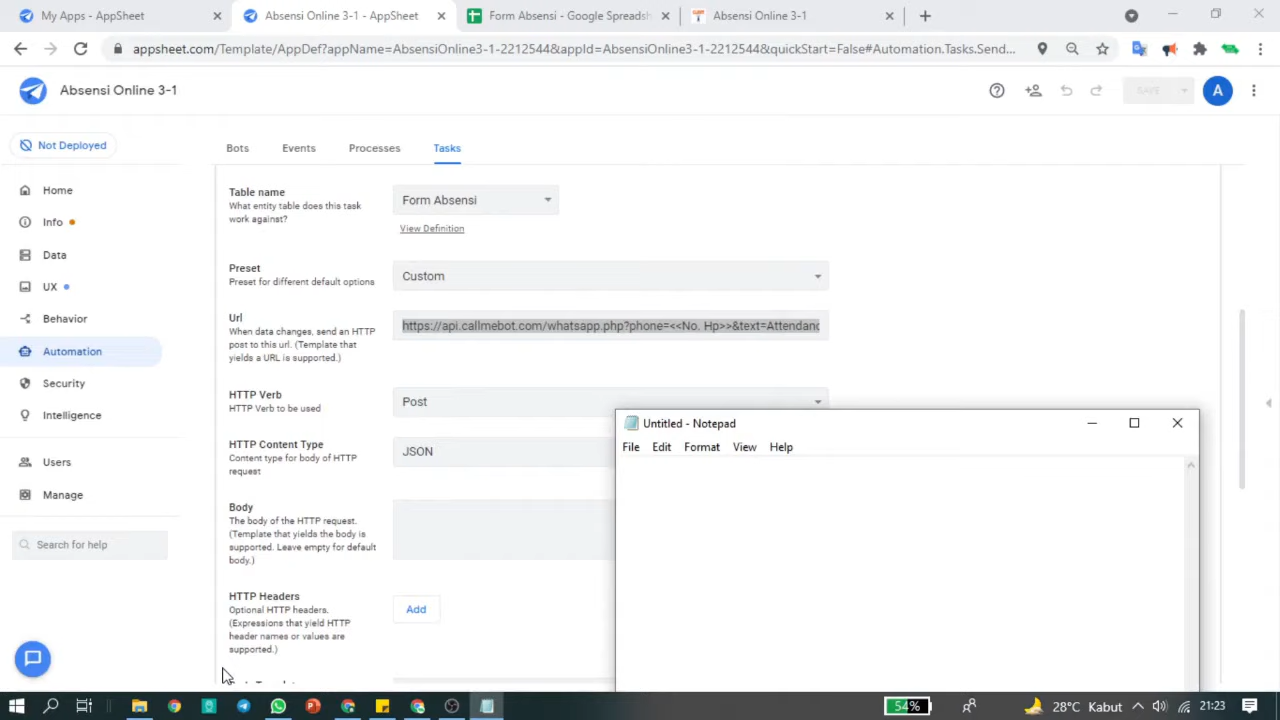 My Apps - AppSheet
Absensi Online 3-1 - AppSheet
Form Absensi - Google Spreadsh
Absensi Online 3-1
appsheet.com/Template/AppDef?appName=AbsensiOnline3-1-2212544&appId=AbsensiOnline3-1-2212544&quickStart=False#Automation.Tasks.Send...
Absensi Online 3-1
SAVE
A
Not Deployed
Bots
Events
Processes
Tasks
Home
Info
Data
UX
Behavior
Automation
Security
Intelligence
Users
Manage
Search for help
Table name
What entity table does this task
work against?
Form Absensi
View Definition
Preset
Preset for different default options
Custom
Url
When data changes, send an HTTP
post to this url. (Template that
yields a URL is supported.)
https://api.callmebot.com/whatsapp.php?phone=<<No. Hp>>&text=Attendanc
HTTP Verb
HTTP Verb to be used
Post
HTTP Content Type
Content type for body of HTTP
request
JSON
Body
The body of the HTTP request.
(Template that yields the body is
supported. Leave empty for default
body.)
HTTP Headers
Optional HTTP headers.
(Expressions that yield HTTP
header names or values are
supported.)
Add
Untitled - Notepad
File
Edit
Format
View
Help
54%
28°C Kabut
21:23